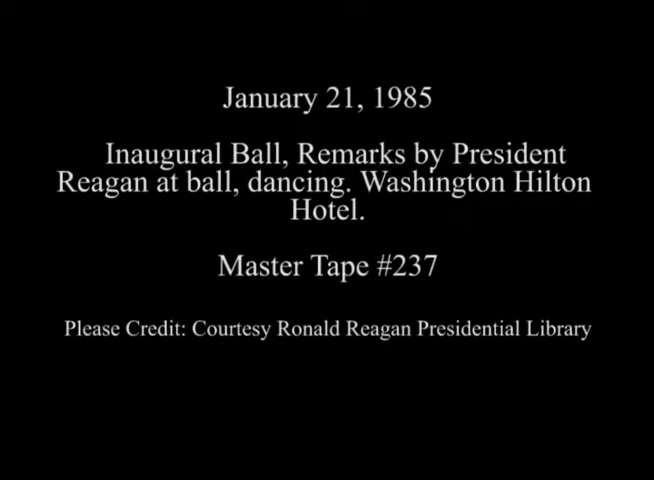 January 21, 1985
Inaugural Ball, Remarks by President
Reagan at ball, dancing. Washington Hilton
Hotel.
Master Tape #237
Please Credit: Courtesy Ronald Reagan Presidential Library